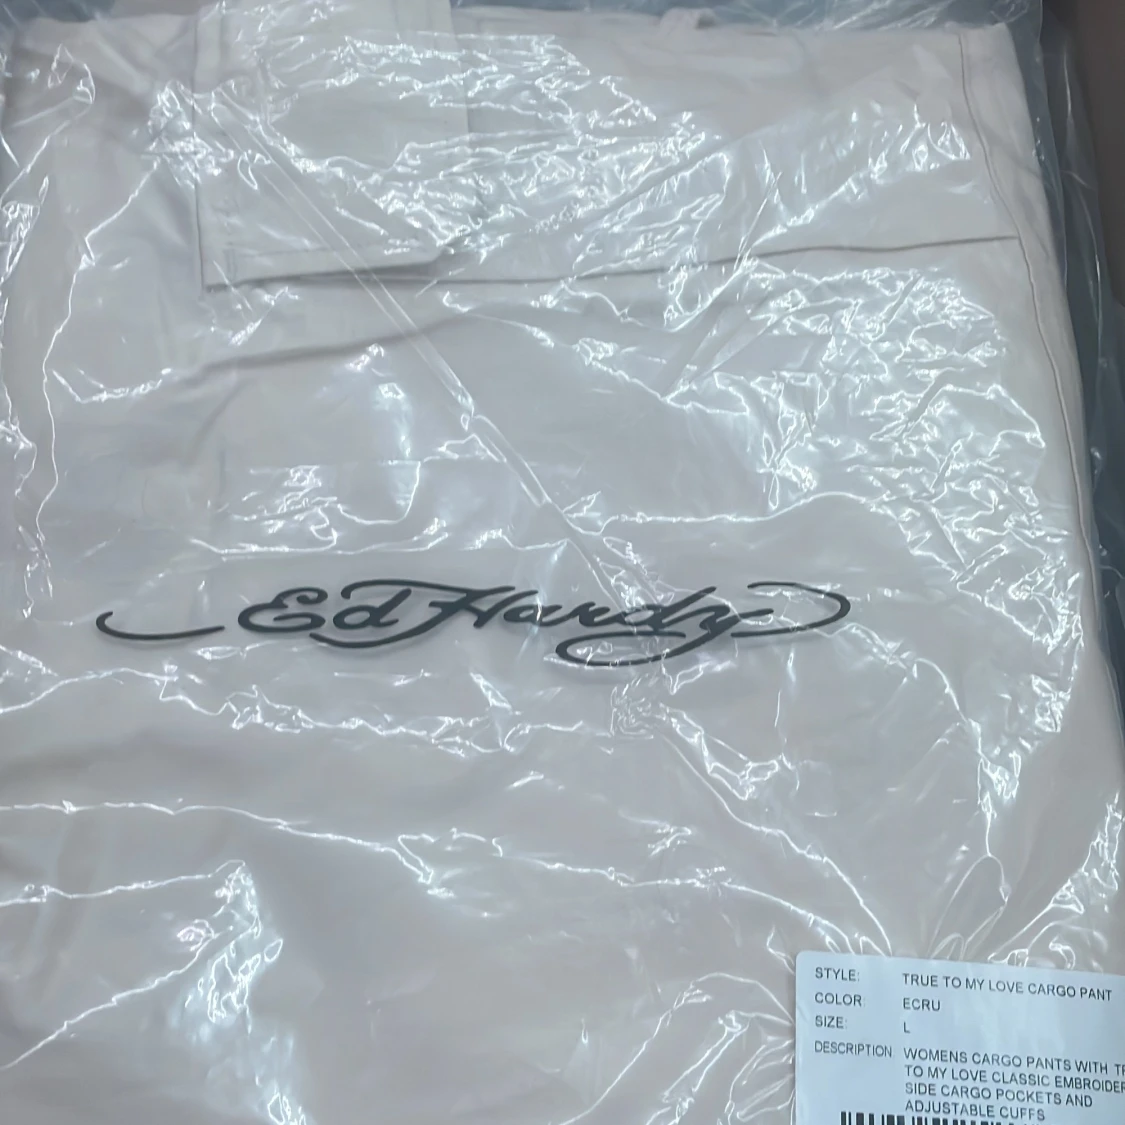 Ed Hardy
STYLE: TRUE TO MY LOVE CARGO PANT
COLOR: ECRU
SIZE: L
DESCRIPTION WOMENS CARGO PANTS WITH
TO MY LOVE CLASSIC
SIDE CARGO POCKETS AND
ADJUSTABLE CUFFS